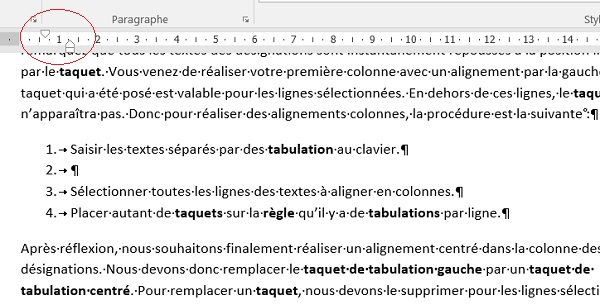 Paragraphe Styl
1 2 3 4 5 6 7 8 9 10 11 12 13 14
remarquez que tous les textes des désignations sont instantanément repoussés à la position
par le taquet. Vous venez de réaliser votre première colonne avec un alignement par la gauch
taquet qui a été posé est valable pour les lignes sélectionnées. En dehors de ces lignes, le taqu
n'apparaîtra pas. Donc pour réaliser des alignements colonnes, la procédure est la suivante°:¶
1.→ Saisir les textes séparés par des tabulation au clavier.¶
2.→ ¶
3.→ Sélectionner toutes les lignes des textes à aligner en colonnes.¶
4.→ Placer autant de taquets sur la règle qu'il y a de tabulations par ligne.¶
Après réflexion, nous souhaitons finalement réaliser un alignement centré dans la colonne des
désignations. Nous devons donc remplacer le taquet de tabulation gauche par un taquet de
tabulation centré. Pour remplacer un taquet, nous devons le supprimer pour les lignes sélecti